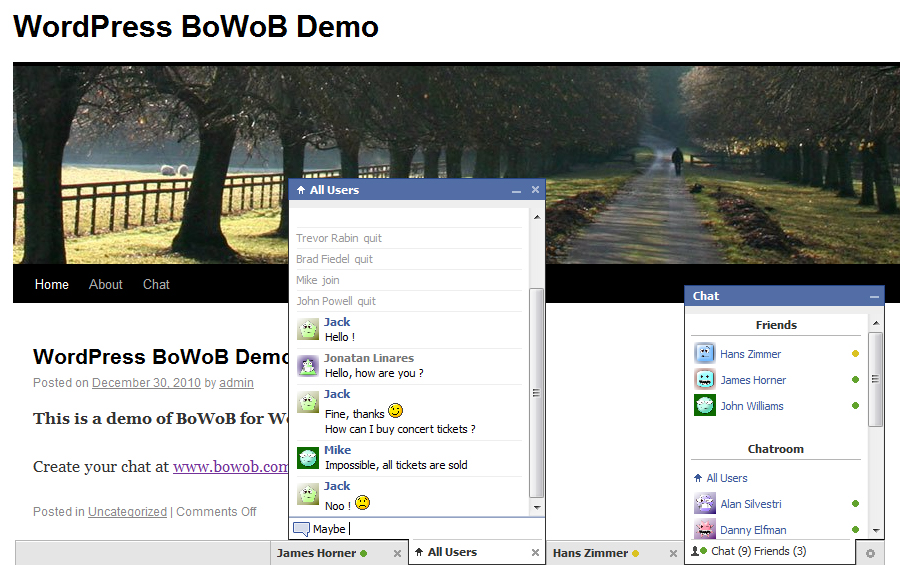 WordPress BoWoB Demo
Home About Chat
WordPress BoWoB Demo
Posted on December 30, 2010 by admin
This is a demo of BoWoB for
Create your chat at www.bowob.com
Posted in Uncategorized | Comments Off
All Users
Trevor Rabin quit
Brad Fiedel quit
Mike join
John Powell quit
Jack
Hello !
Jonatan Linares
Hello, how are you ?
Jack
Fine, thanks
How can I buy concert tickets ?
Mike
Impossible, all tickets are sold
Jack
Noo !
Maybe
Chat
Friends
Hans Zimmer
James Horner
John Williams
Chatroom
All Users
Alan Silvestri
Danny Elfman
James Horner All Users Hans Zimmer Chat (9) Friends (3)